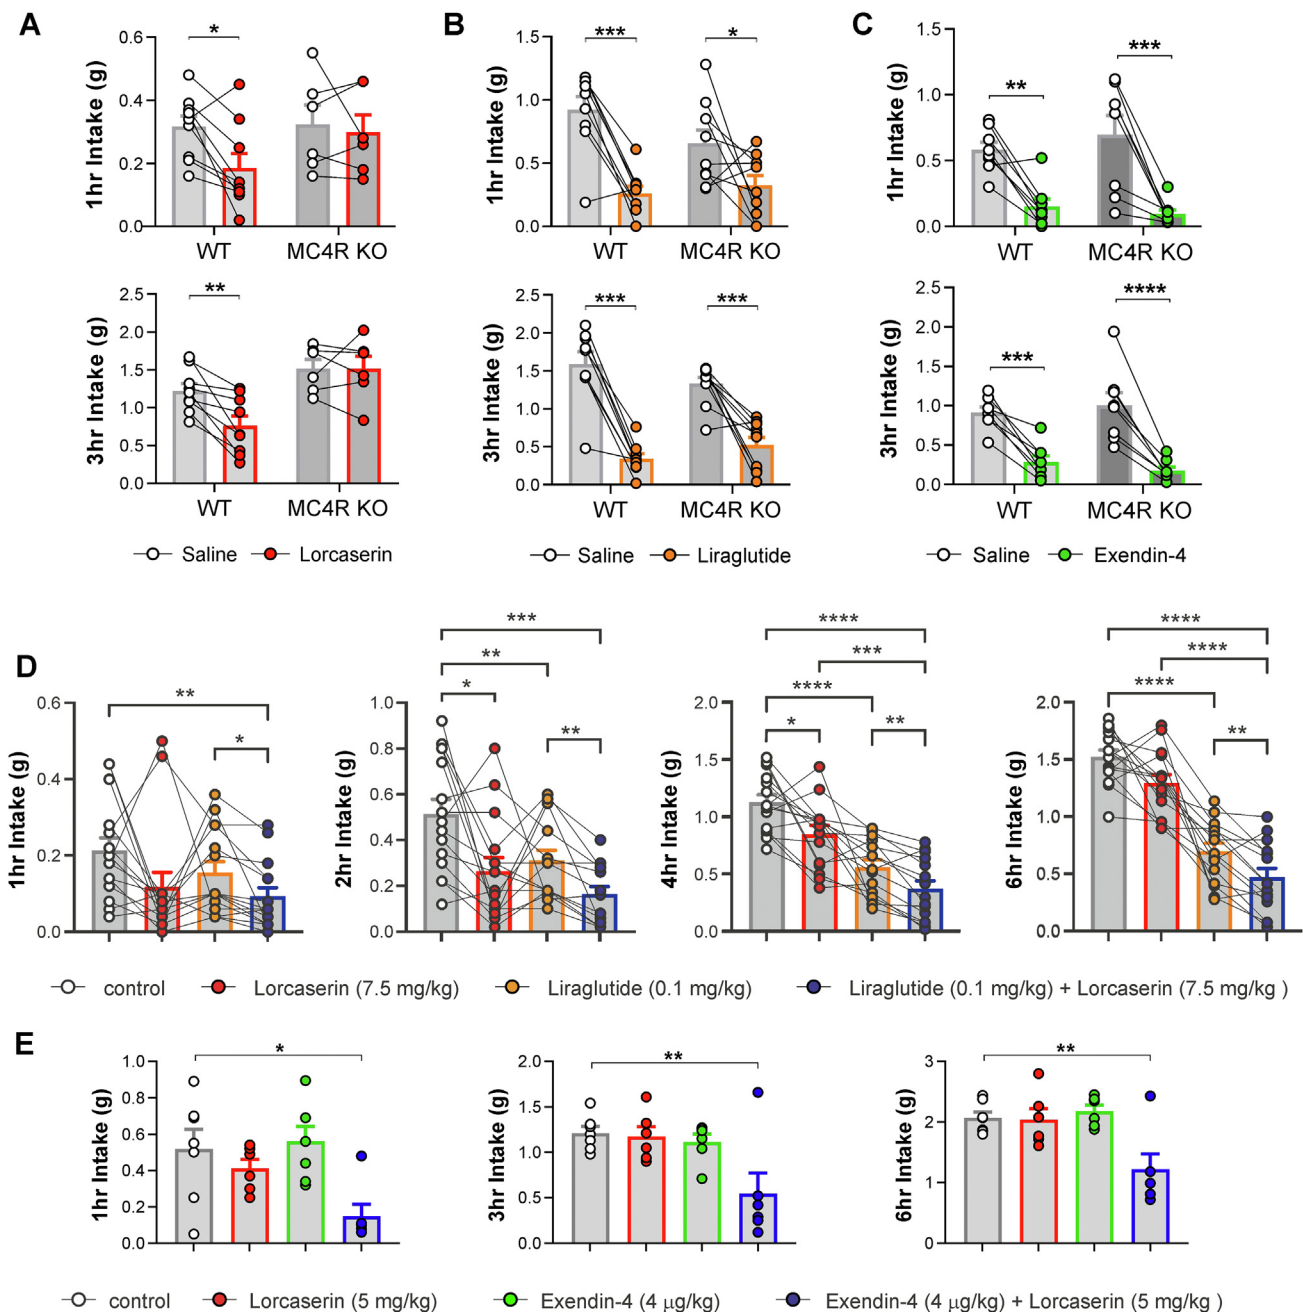 A
B
C
1hr Intake (g)
0.6
0.4
0.2
0.0
*
WT
MC4R KO
1hr Intake (g)
1.5
1.0
0.5
0.0
***
*
WT
MC4R KO
1hr Intake (g)
1.5
1.0
0.5
0.0
**
***
WT
MC4R KO
3hr Intake (g)
2.5
2.0
1.5
1.0
0.5
0.0
**
WT
MC4R KO
3hr Intake (g)
2.5
2.0
1.5
1.0
0.5
0.0
***
***
WT
MC4R KO
3hr Intake (g)
2.5
2.0
1.5
1.0
0.5
0.0
***
****
WT
MC4R KO
Saline Lorcaserin
Saline Liraglutide
Saline Exendin-4
D
1hr Intake (g)
0.6
0.4
0.2
0.0
**
*
2hr Intake (g)
1.0
0.8
0.6
0.4
0.2
0.0
***
**
*
**
4hr Intake (g)
2.0
1.5
1.0
0.5
0.0
****
***
****
*
**
6hr Intake (g)
2.0
1.5
1.0
0.5
0.0
****
****
****
**
control Lorcaserin (7.5 mg/kg) Liraglutide (0.1 mg/kg) Liraglutide (0.1 mg/kg) + Lorcaserin (7.5 mg/kg )
E
1hr Intake (g)
1.0
0.8
0.6
0.4
0.2
0.0
*
3hr Intake (g)
2.0
1.5
1.0
0.5
0.0
**
6hr Intake (g)
3
2
1
0
**
control Lorcaserin (5 mg/kg) Exendin-4 (4 μg/kg) Exendin-4 (4 μg/kg) + Lorcaserin (5 mg/kg )